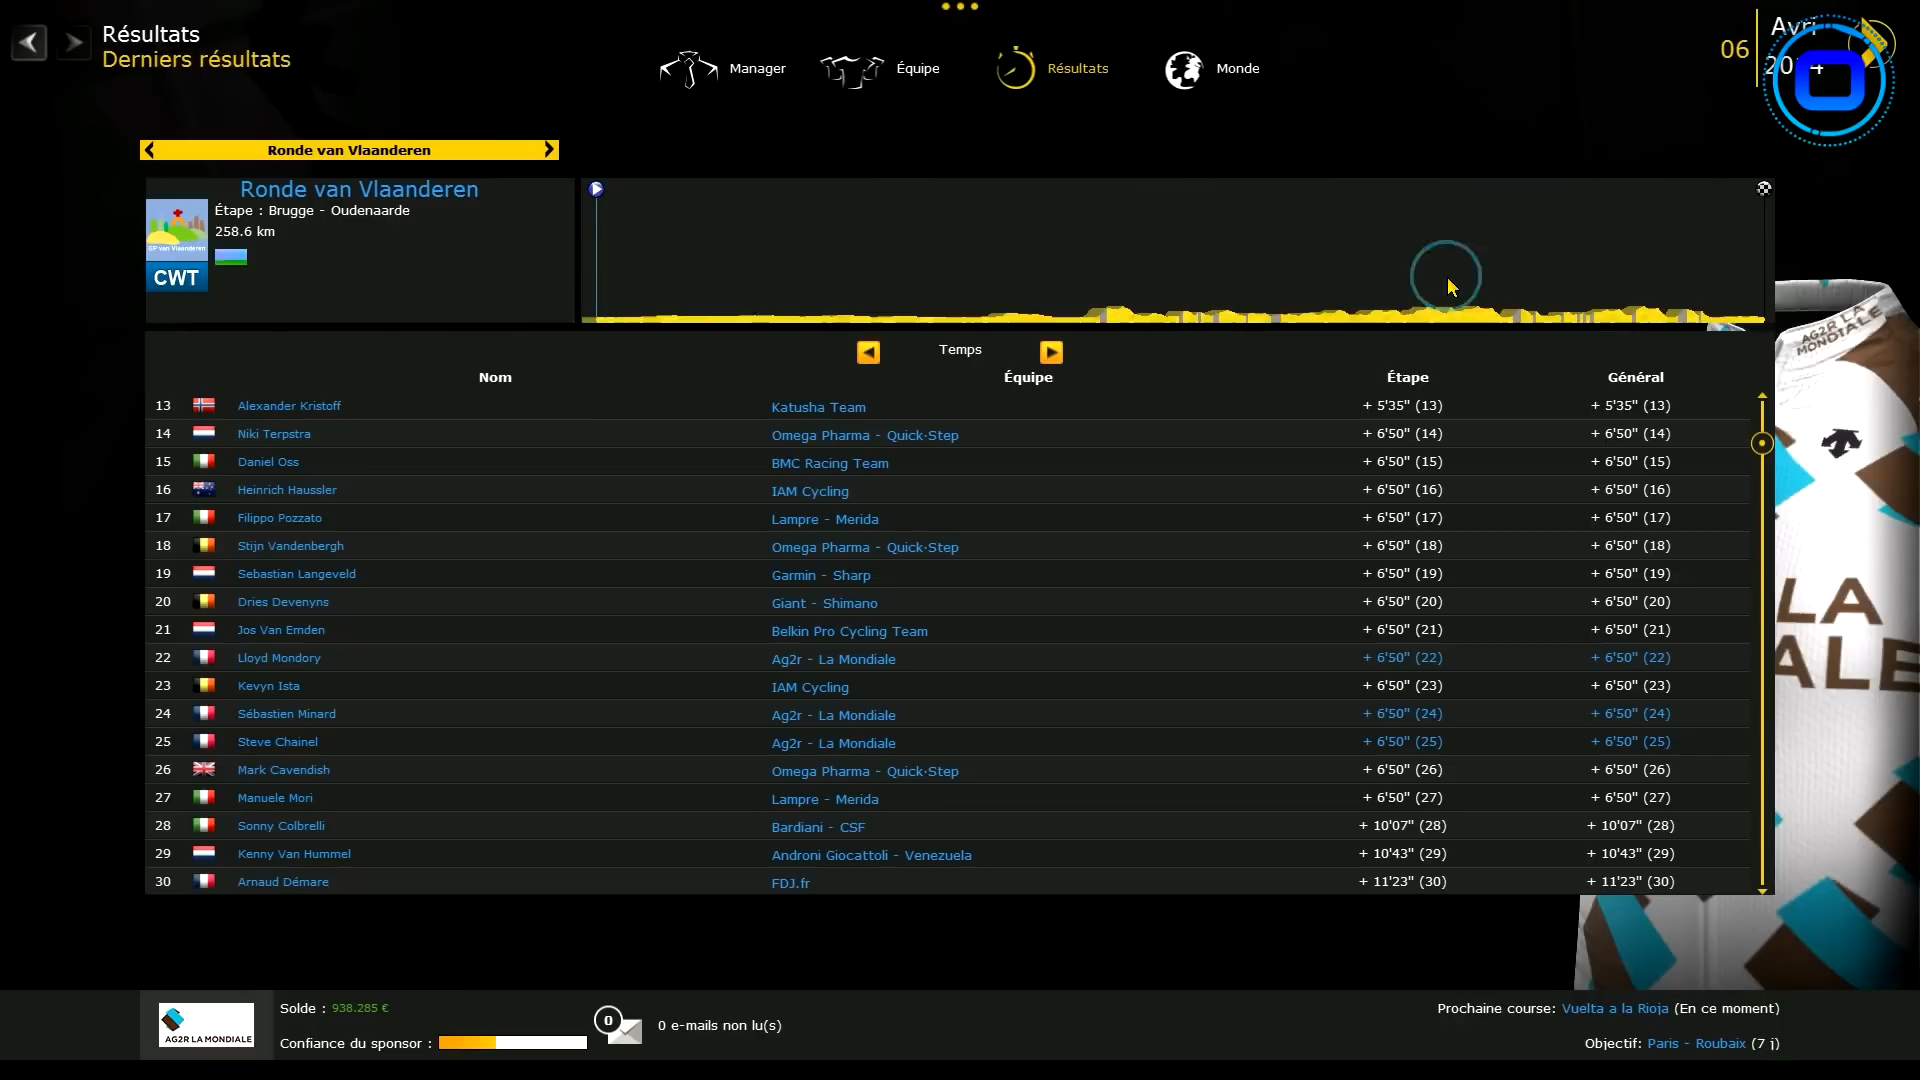 Résultats
Derniers résultats
Manager
Équipe
Résultats
Monde
06
Avri
Ronde van Vlaanderen
Ronde van Vlaanderen
Étape : Brugge - Oudenaarde
258.6 km
GP van Vlaanderen
CWT
Temps
Nom Équipe Étape Général
13 Alexander Kristoff Katusha Team + 5'35" (13) + 5'35" (13)
14 Niki Terpstra Omega Pharma - Quick·Step + 6'50" (14) + 6'50" (14)
15 Daniel Oss BMC Racing Team + 6'50" (15) + 6'50" (15)
16 Heinrich Haussler IAM Cycling + 6'50" (16) + 6'50" (16)
17 Filippo Pozzato Lampre - Merida + 6'50" (17) + 6'50" (17)
18 Stijn Vandenbergh Omega Pharma - Quick·Step + 6'50" (18) + 6'50" (18)
19 Sebastian Langeveld Garmin - Sharp + 6'50" (19) + 6'50" (19)
20 Dries Devenyns Giant - Shimano + 6'50" (20) + 6'50" (20)
21 Jos Van Emden Belkin Pro Cycling Team + 6'50" (21) + 6'50" (21)
22 Lloyd Mondory Ag2r - La Mondiale + 6'50" (22) + 6'50" (22)
23 Kevyn Ista IAM Cycling + 6'50" (23) + 6'50" (23)
24 Sébastien Minard Ag2r - La Mondiale + 6'50" (24) + 6'50" (24)
25 Steve Chainel Ag2r - La Mondiale + 6'50" (25) + 6'50" (25)
26 Mark Cavendish Omega Pharma - Quick·Step + 6'50" (26) + 6'50" (26)
27 Manuele Mori Lampre - Merida + 6'50" (27) + 6'50" (27)
28 Sonny Colbrelli Bardiani - CSF + 10'07" (28) + 10'07" (28)
29 Kenny Van Hummel Androni Giocattoli - Venezuela + 10'43" (29) + 10'43" (29)
30 Arnaud Démare FDJ.fr + 11'23" (30) + 11'23" (30)
AG2R LA
MONDIALE
LA
ALE
AG2R LA MONDIALE
Solde : 938.285 €
Confiance du sponsor :
0
0 e-mails non lu(s)
Prochaine course: Vuelta a la Rioja (En ce moment)
Objectif: Paris - Roubaix (7 j)